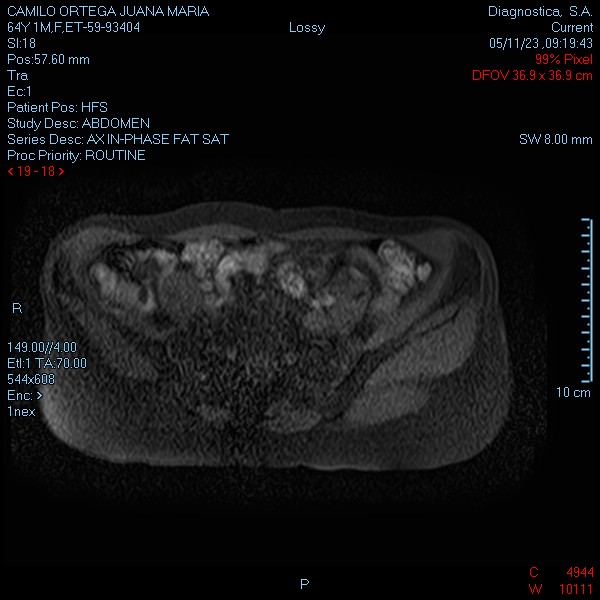 CAMILO ORTEGA JUANA MARIA
64Y 1M,F,ET-59-93404
Sl:18
Pos:57.60 mm
Tra
Ec:1
Patient Pos: HFS
Study Desc: ABDOMEN
Series Desc: AX IN-PHASE FAT SAT
Proc Priority: ROUTINE
< 19 - 18 >
Lossy
Diagnostica, S.A.
Current
05/11/23 ,09:19:43
99% Pixel
DFOV 36.9 x 36.9 cm
SW 8.00 mm
R
149.00//4.00
Etl:1 TA:70.00
544x608
Enc: >
1nex
10 cm
P
C 4944
W 10111